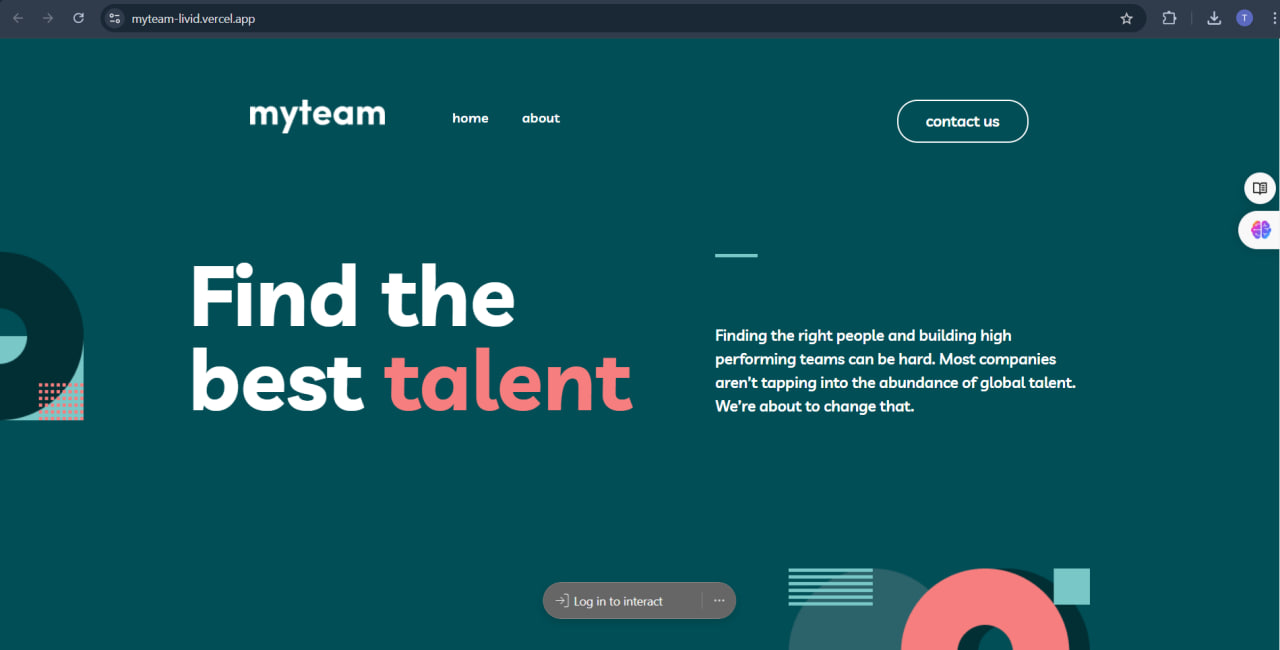 myteam-livid.vercel.app
T
myteam
home
about
contact us
Find the
best talent
Finding the right people and building high
performing teams can be hard. Most companies
aren’t tapping into the abundance of global talent.
We’re about to change that.
Log in to interact